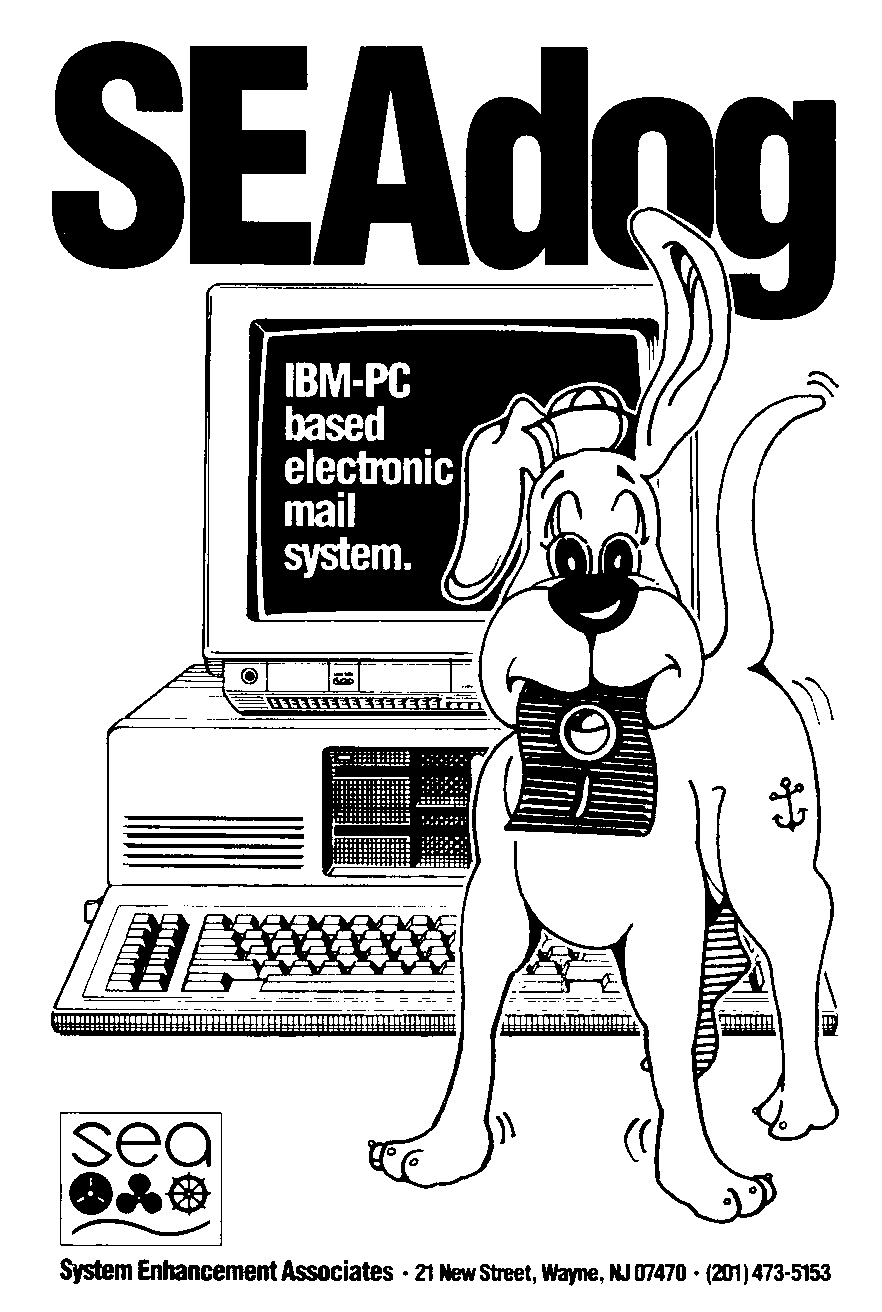 SEAdog
IBM-PC
based
electronic
mail
system.
sea
System Enhancement Associates · 21 New Street, Wayne, NJ 07470 · (201) 473-5153